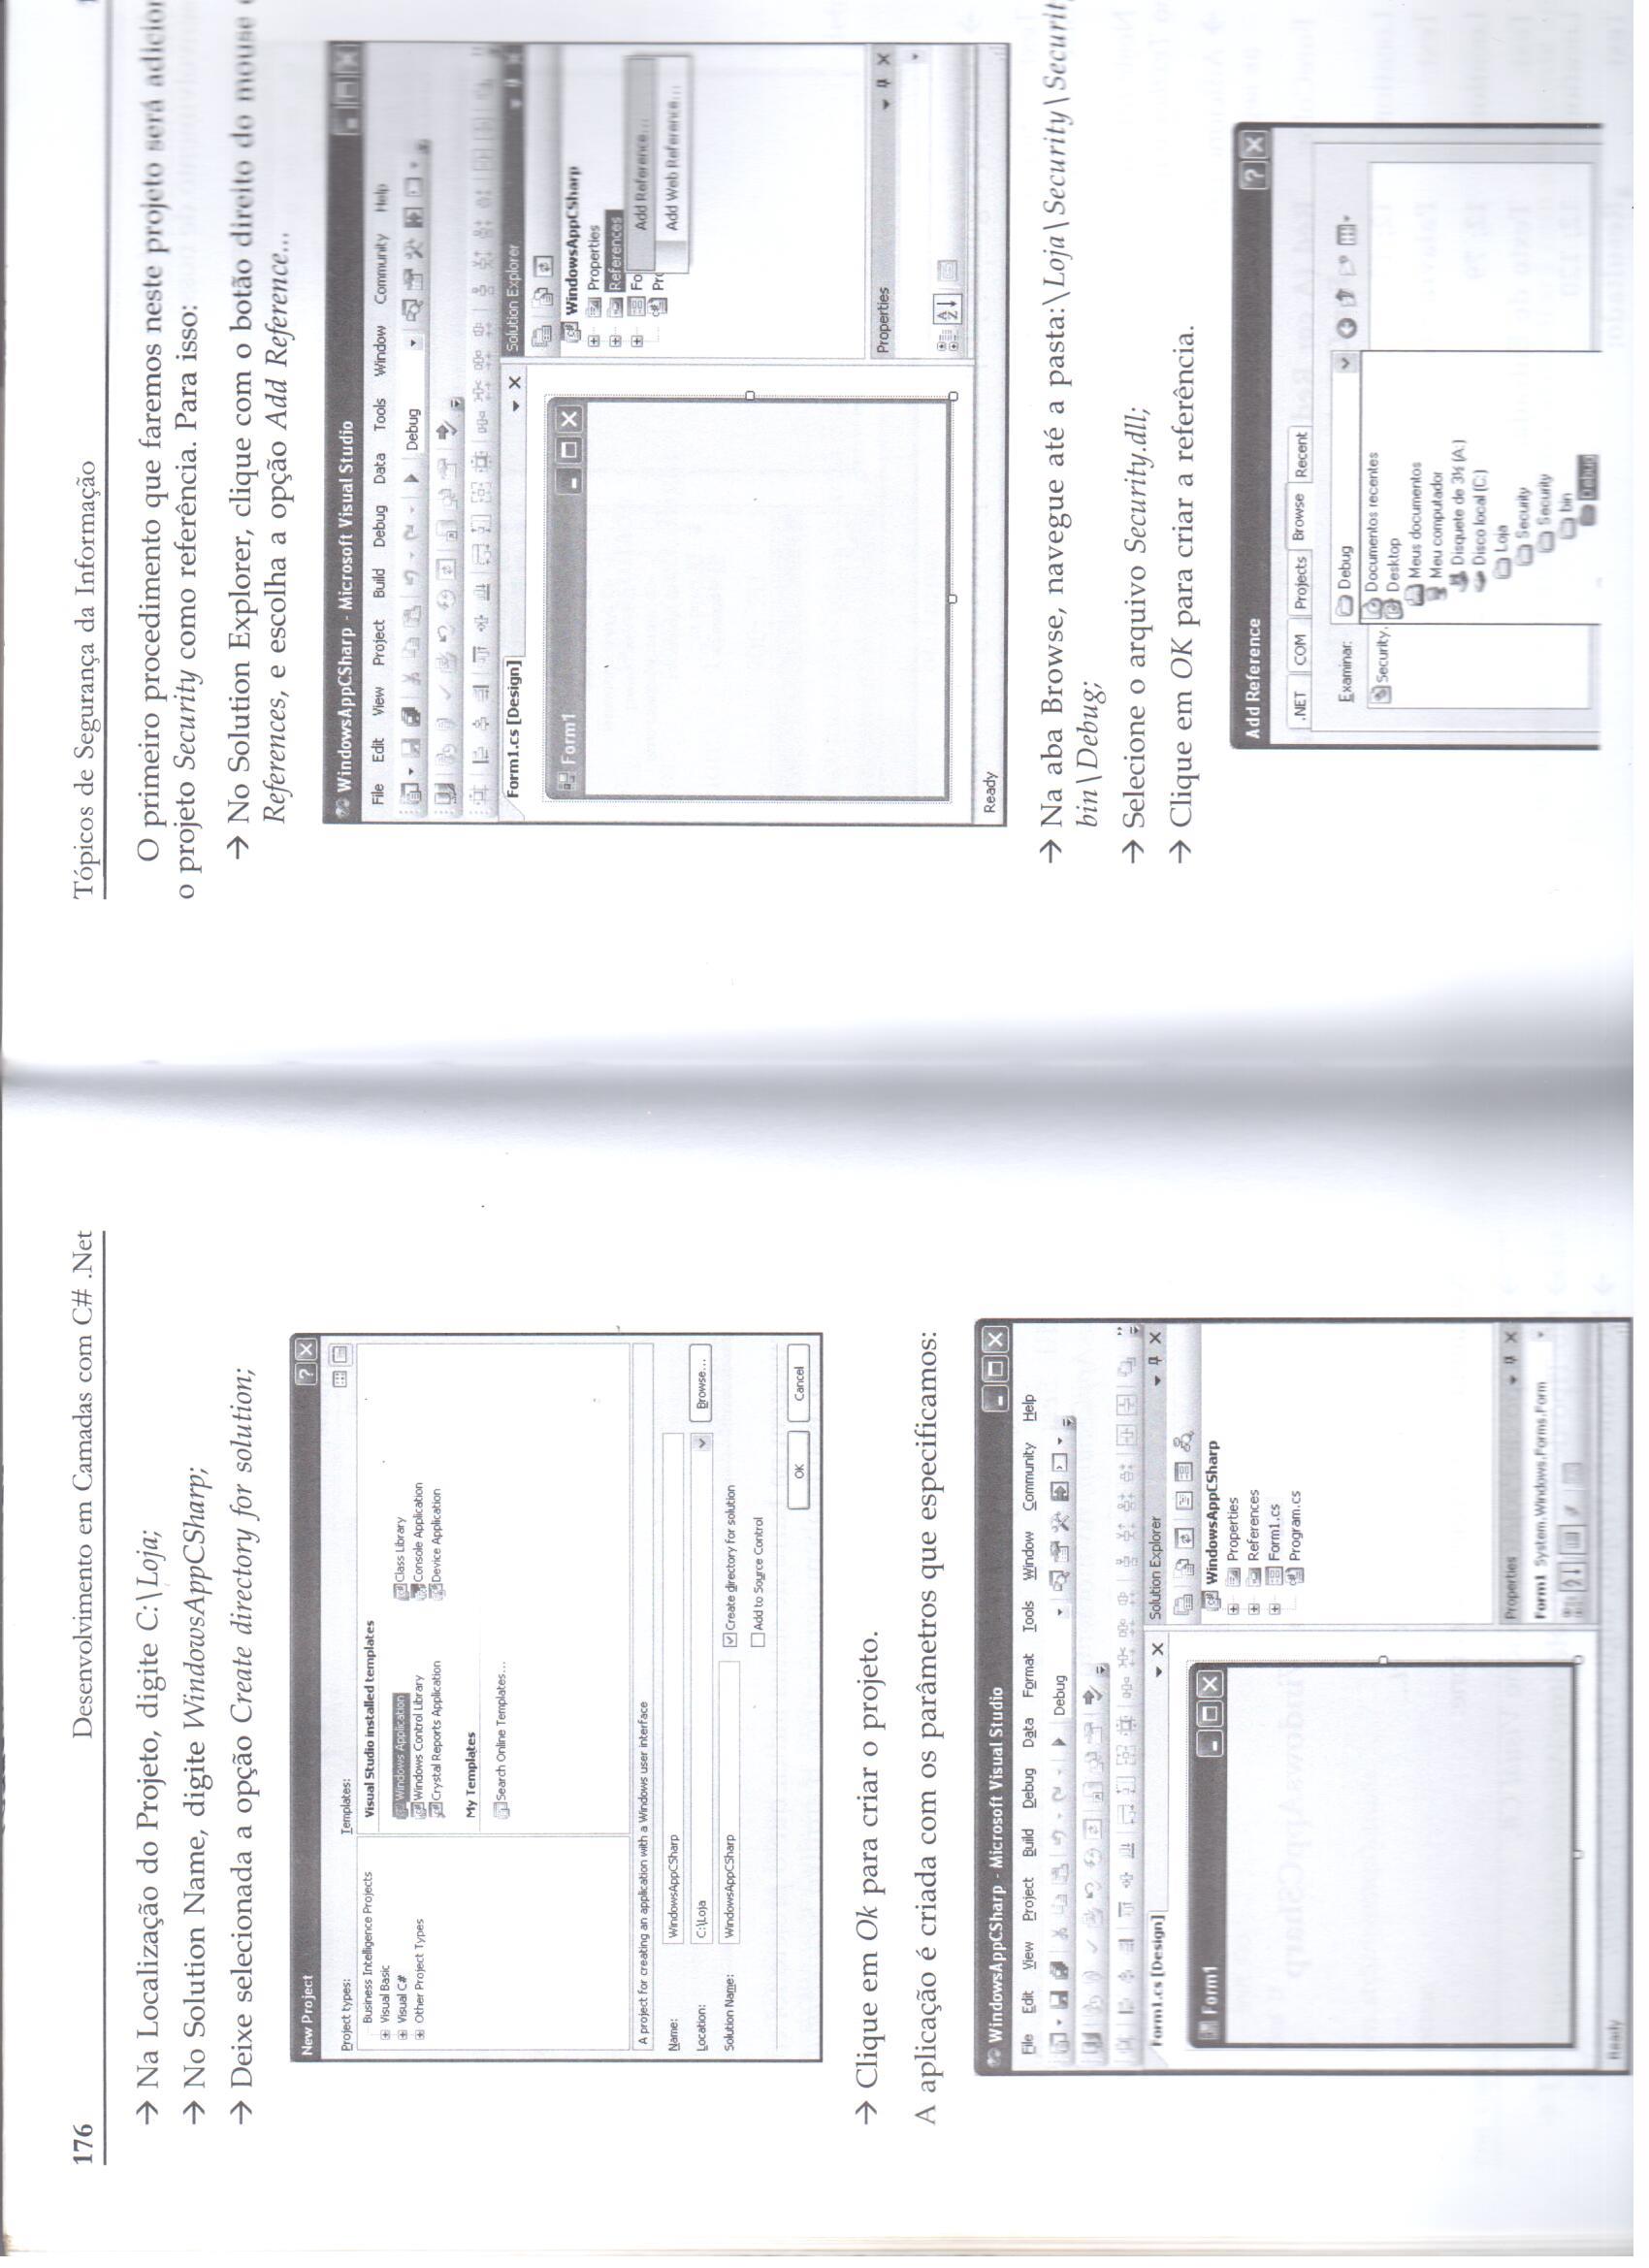 176
Desenvolvimento em Camadas com C# .Net
→ Na Localização do Projeto, digite C:\Loja;
→ No Solution Name, digite WindowsAppCSharp;
→ Deixe selecionada a opção Create directory for solution;
New Project
Project types:
Templates:
Business Intelligence Projects
Visual Basic
Visual C#
Other Project Types
Visual Studio installed templates
Windows Application
Class Library
Windows Control Library
Console Application
Crystal Reports Application
Device Application
My Templates
Search Online Templates...
A project for creating an application with a Windows user interface
Name:
WindowsAppCSharp
Location:
C:\Loja
Browse...
Solution Name:
WindowsAppCSharp
Create directory for solution
Add to Source Control
OK
Cancel
→ Clique em Ok para criar o projeto.
A aplicação é criada com os parâmetros que especificamos:
WindowsAppCSharp - Microsoft Visual Studio
File Edit View Project Build Debug Data Format Tools Window Community Help
Debug
Form1.cs [Design]
Solution Explorer
Form1
WindowsAppCSharp
Properties
References
Form1.cs
Program.cs
Properties
Form1 System.Windows.Forms.Form
Ready
Tópicos de Segurança da Informação
O primeiro procedimento que faremos neste projeto será
o projeto Security como referência. Para isso:
→ No Solution Explorer, clique com o botão direito do mouse
References, e escolha a opção Add Reference...
WindowsAppCSharp - Microsoft Visual Studio
File Edit View Project Build Debug Data Tools Window Community Help
Debug
Form1.cs [Design]
Solution Explorer
Form1
WindowsAppCSharp
Properties
References
Fo
Add Reference...
Pr
Add Web Reference...
Properties
Ready
→ Na aba Browse, navegue até a pasta:\Loja\Security\Securit
bin\Debug;
→ Selecione o arquivo Security.dll;
→ Clique em OK para criar a referência.
Add Reference
.NET COM Projects Browse Recent
Examinar:
Debug
Security.
Documentos recentes
Desktop
Meus documentos
Meu computador
Disquete de 3½ (A:)
Disco local (C:)
Loja
Security
Security
bin
Debug